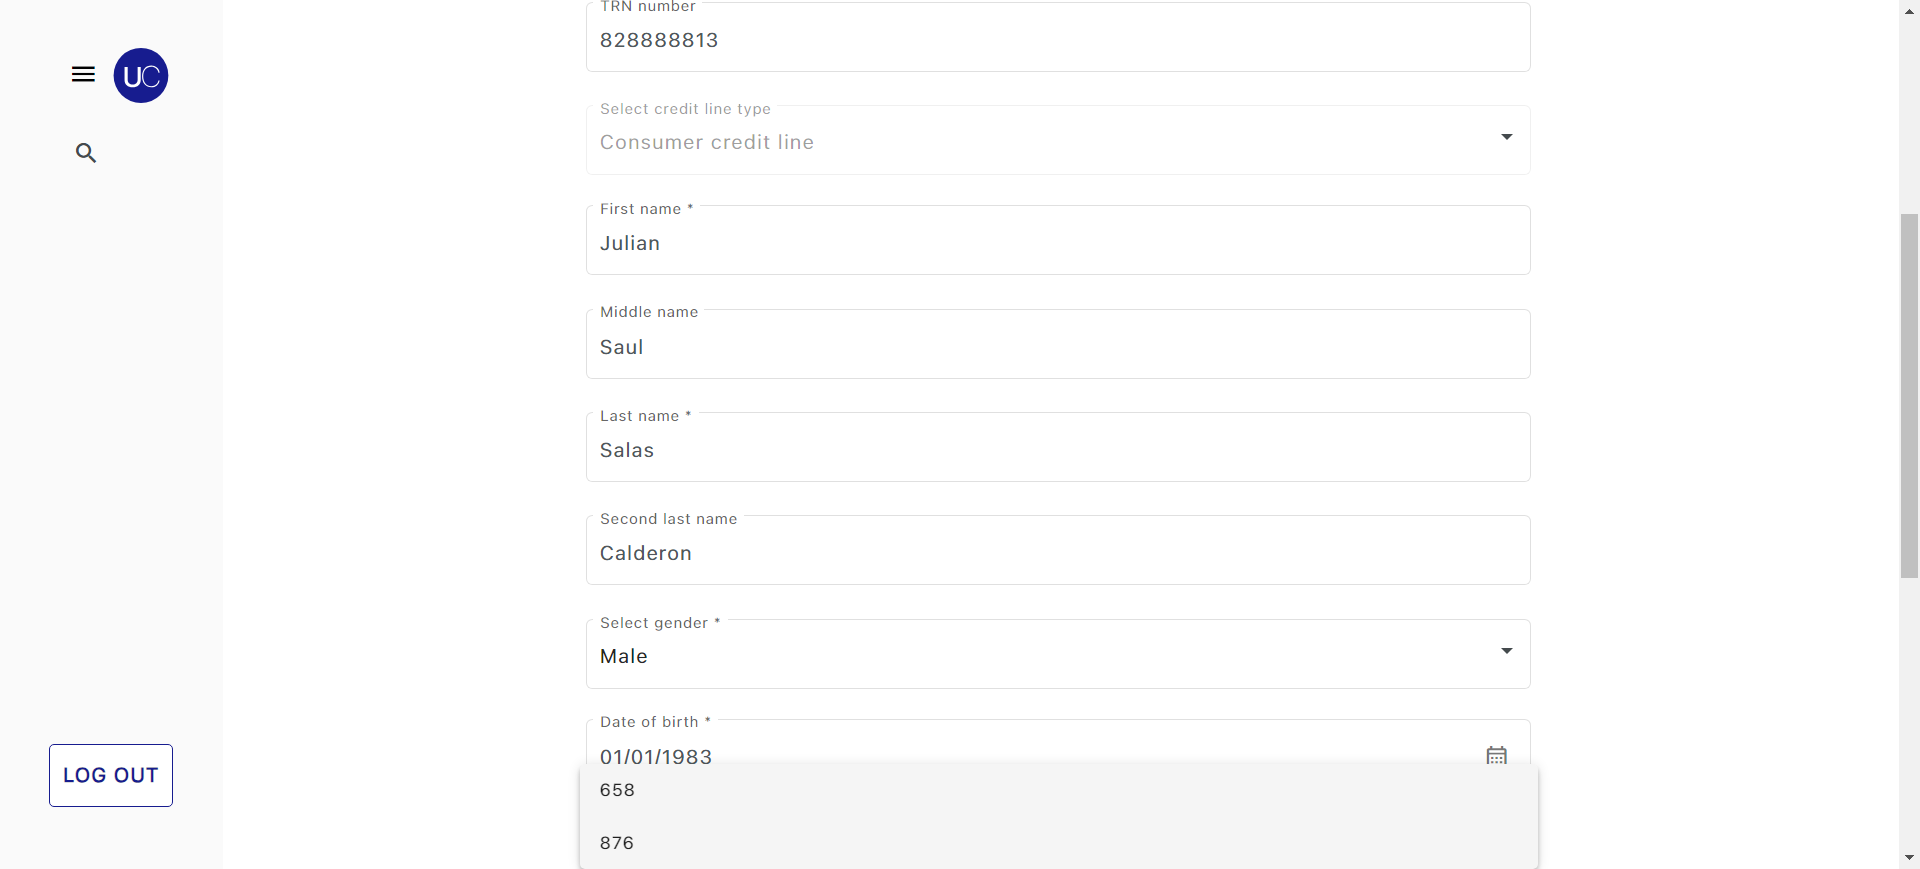 UC
LOG OUT
TRN number
828888813
Select credit line type
Consumer credit line
First name *
Julian
Middle name
Saul
Last name *
Salas
Second last name
Calderon
Select gender *
Male
Date of birth *
01/01/1983
658
876